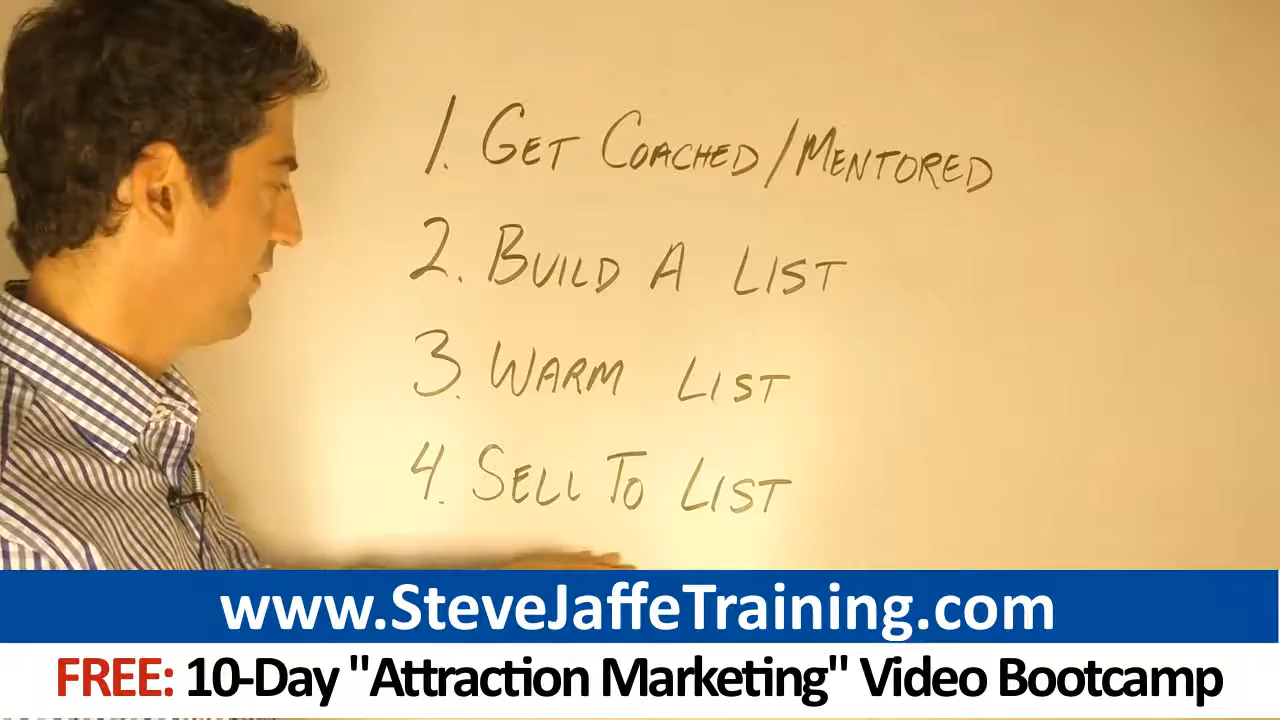 1. GET COACHED/MENTORED
2. BUILD A LIST
3. WARM LIST
4. SELL TO LIST
www.SteveJaffeTraining.com
FREE: 10-Day "Attraction Marketing" Video Bootcamp